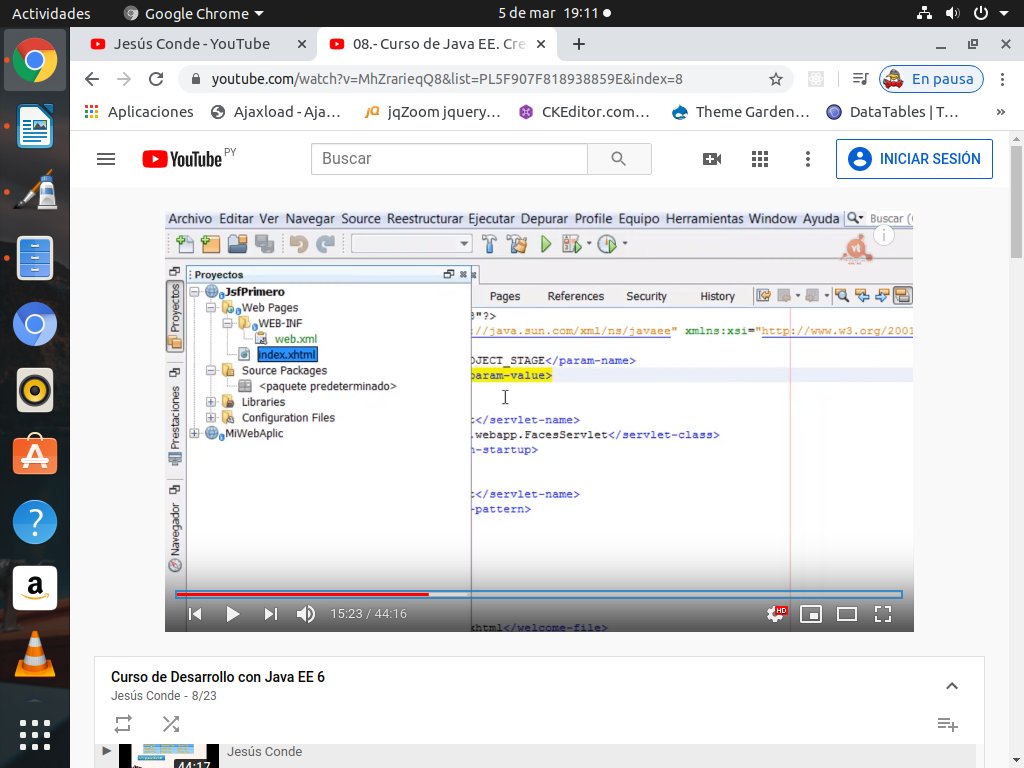 Actividades Google Chrome 5 de mar 19:11
Jesús Conde - YouTube 08.- Curso de Java EE. Cre
youtube.com/watch?v=MhZrarieqQ8&list=PL5F907F818938859E&index=8 En pausa
Aplicaciones Ajaxload - Aja… jqZoom jquery… CKEditor.com… Theme Garden… DataTables | T… »
YouTube PY Buscar INICIAR SESIÓN
Archivo Editar Ver Navegar Source Reestructurar Ejecutar Depurar Profile Equipo Herramientas Window Ayuda Buscar (
Proyectos
Pages References Security History
JsfPrimero
Web Pages
WEB-INF
web.xml
index.xhtml
Source Packages
<paquete predeterminado>
Libraries
Configuration Files
MiWebAplic
Proyectos
Prestaciones
Navegador
"?>
://java.sun.com/xml/ns/javaee" xmlns:xsi="http://www.w3.org/2001
OJECT_STAGE</param-name>
param-value>
t</servlet-name>
.webapp.FacesServlet</servlet-class>
n-startup>
t</servlet-name>
-pattern>
xhtml</welcome-file>
15:23 / 44:16 HD
Curso de Desarrollo con Java EE 6
Jesús Conde - 8/23
Jesús Conde
44:17